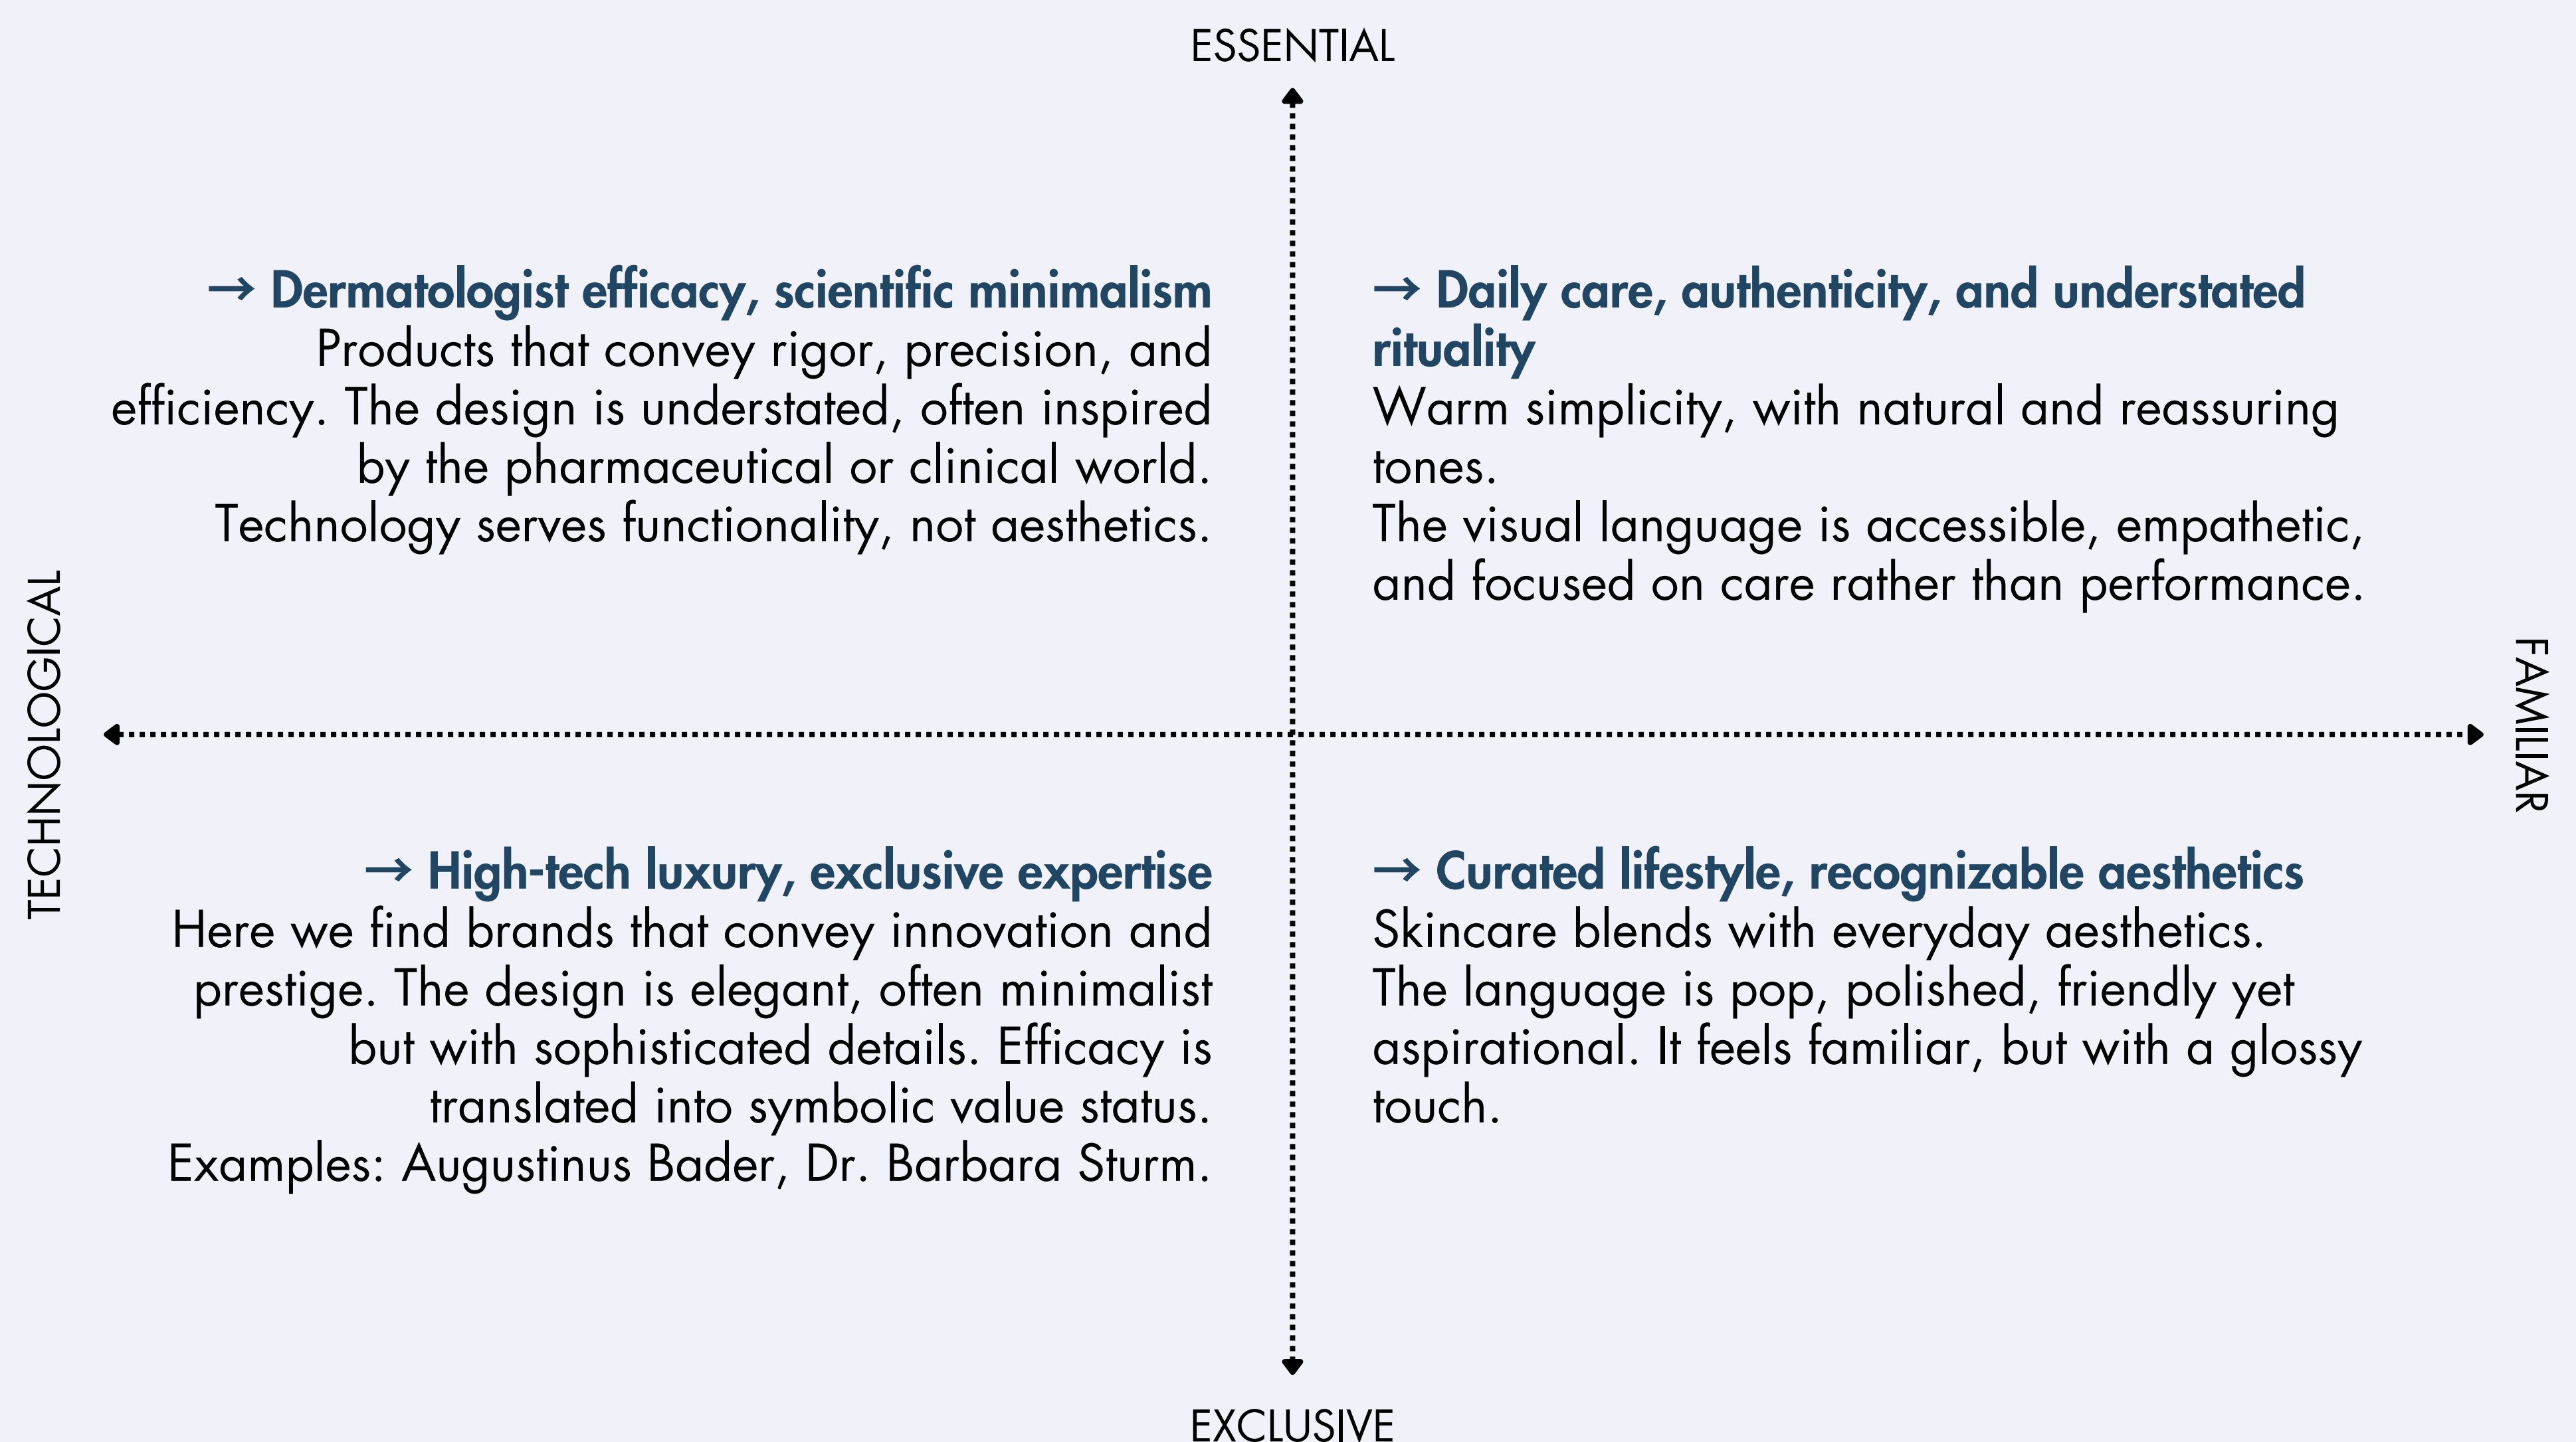 ESSENTIAL
→ Dermatologist efficacy, scientific minimalism
Products that convey rigor, precision, and
efficiency. The design is understated, often inspired
by the pharmaceutical or clinical world.
Technology serves functionality, not aesthetics.
→ Daily care, authenticity, and understated
rituality
Warm simplicity, with natural and reassuring
tones.
The visual language is accessible, empathetic,
and focused on care rather than performance.
TECHNOLOGICAL
FAMILIAR
→ High-tech luxury, exclusive expertise
Here we find brands that convey innovation and
prestige. The design is elegant, often minimalist
but with sophisticated details. Efficacy is
translated into symbolic value status.
Examples: Augustinus Bader, Dr. Barbara Sturm.
→ Curated lifestyle, recognizable aesthetics
Skincare blends with everyday aesthetics.
The language is pop, polished, friendly yet
aspirational. It feels familiar, but with a glossy
touch.
EXCLUSIVE